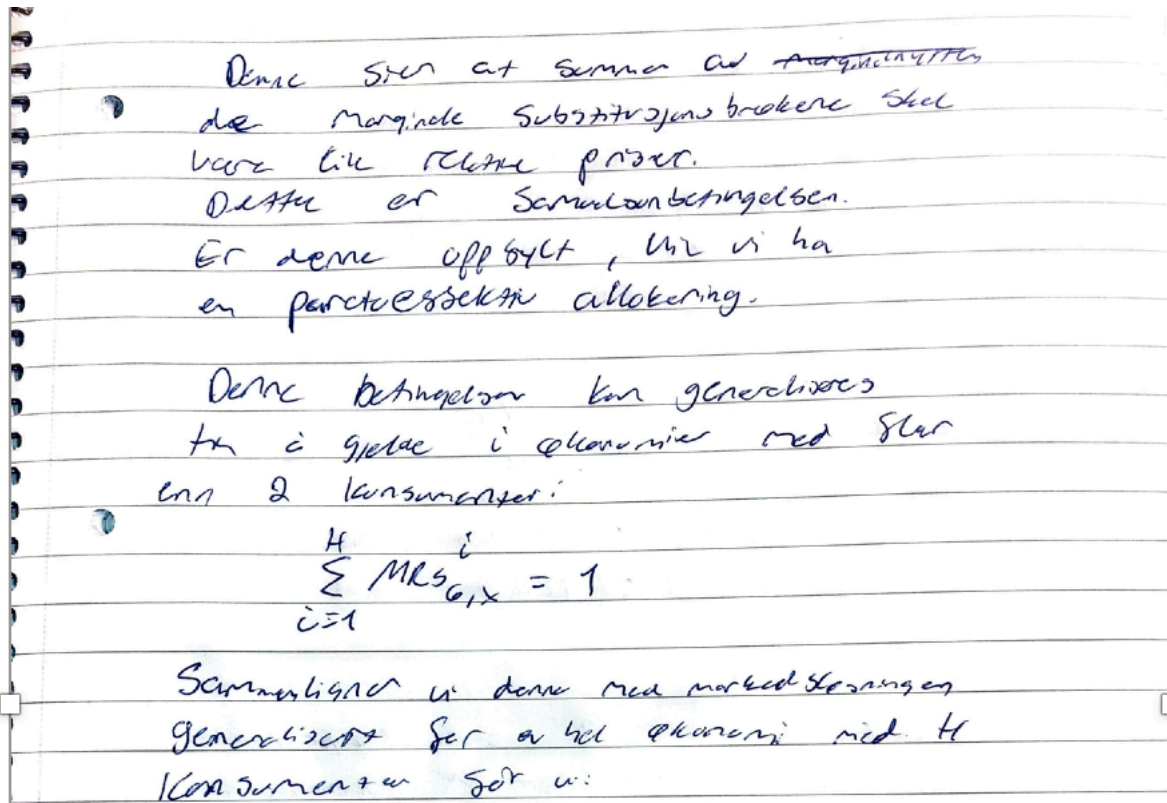 Denne sier at summen av marginalnytten
de marginale substitusjonsbrøkene skal
være lik relative priser.
Dette er Samuelsonbetingelsen.
Er denne oppfylt, vil vi ha
en paretoeffektiv allokering.
Denne betingelsen kan generaliseres
til å gjelde i økonomier med fler
enn 2 konsumenter:
H i
Σ MRS G,X = 1
i=1
Sammenligner vi denne med markedsløsningen
generalisert for en hel økonomi med H
konsumenter får vi: